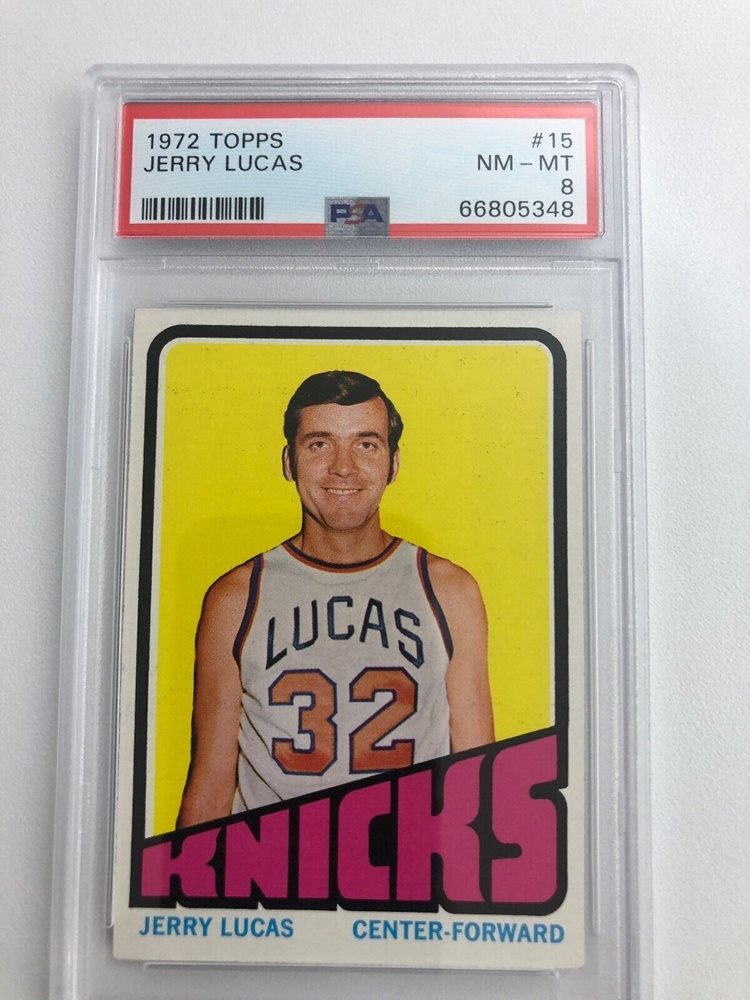 1972 TOPPS #15
JERRY LUCAS NM - MT
8
PSA 66805348
LUCAS
32
KNICKS
JERRY LUCAS CENTER-FORWARD